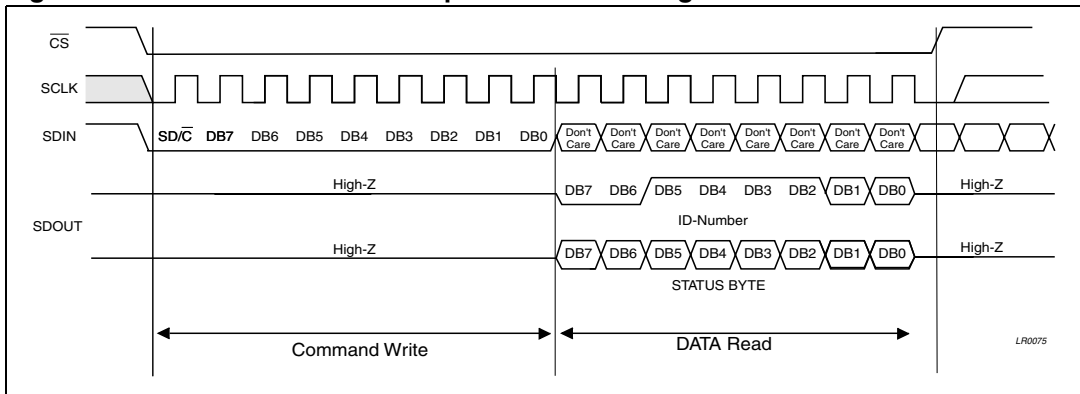 CS
SCLK
SDIN SD/C DB7 DB6 DB5 DB4 DB3 DB2 DB1 DB0 Don't Care Don't Care Don't Care Don't Care Don't Care Don't Care Don't Care Don't Care
High-Z DB7 DB6 DB5 DB4 DB3 DB2 DB1 DB0 High-Z
ID-Number
SDOUT
High-Z DB7 DB6 DB5 DB4 DB3 DB2 DB1 DB0 High-Z
STATUS BYTE
Command Write DATA Read LR0075